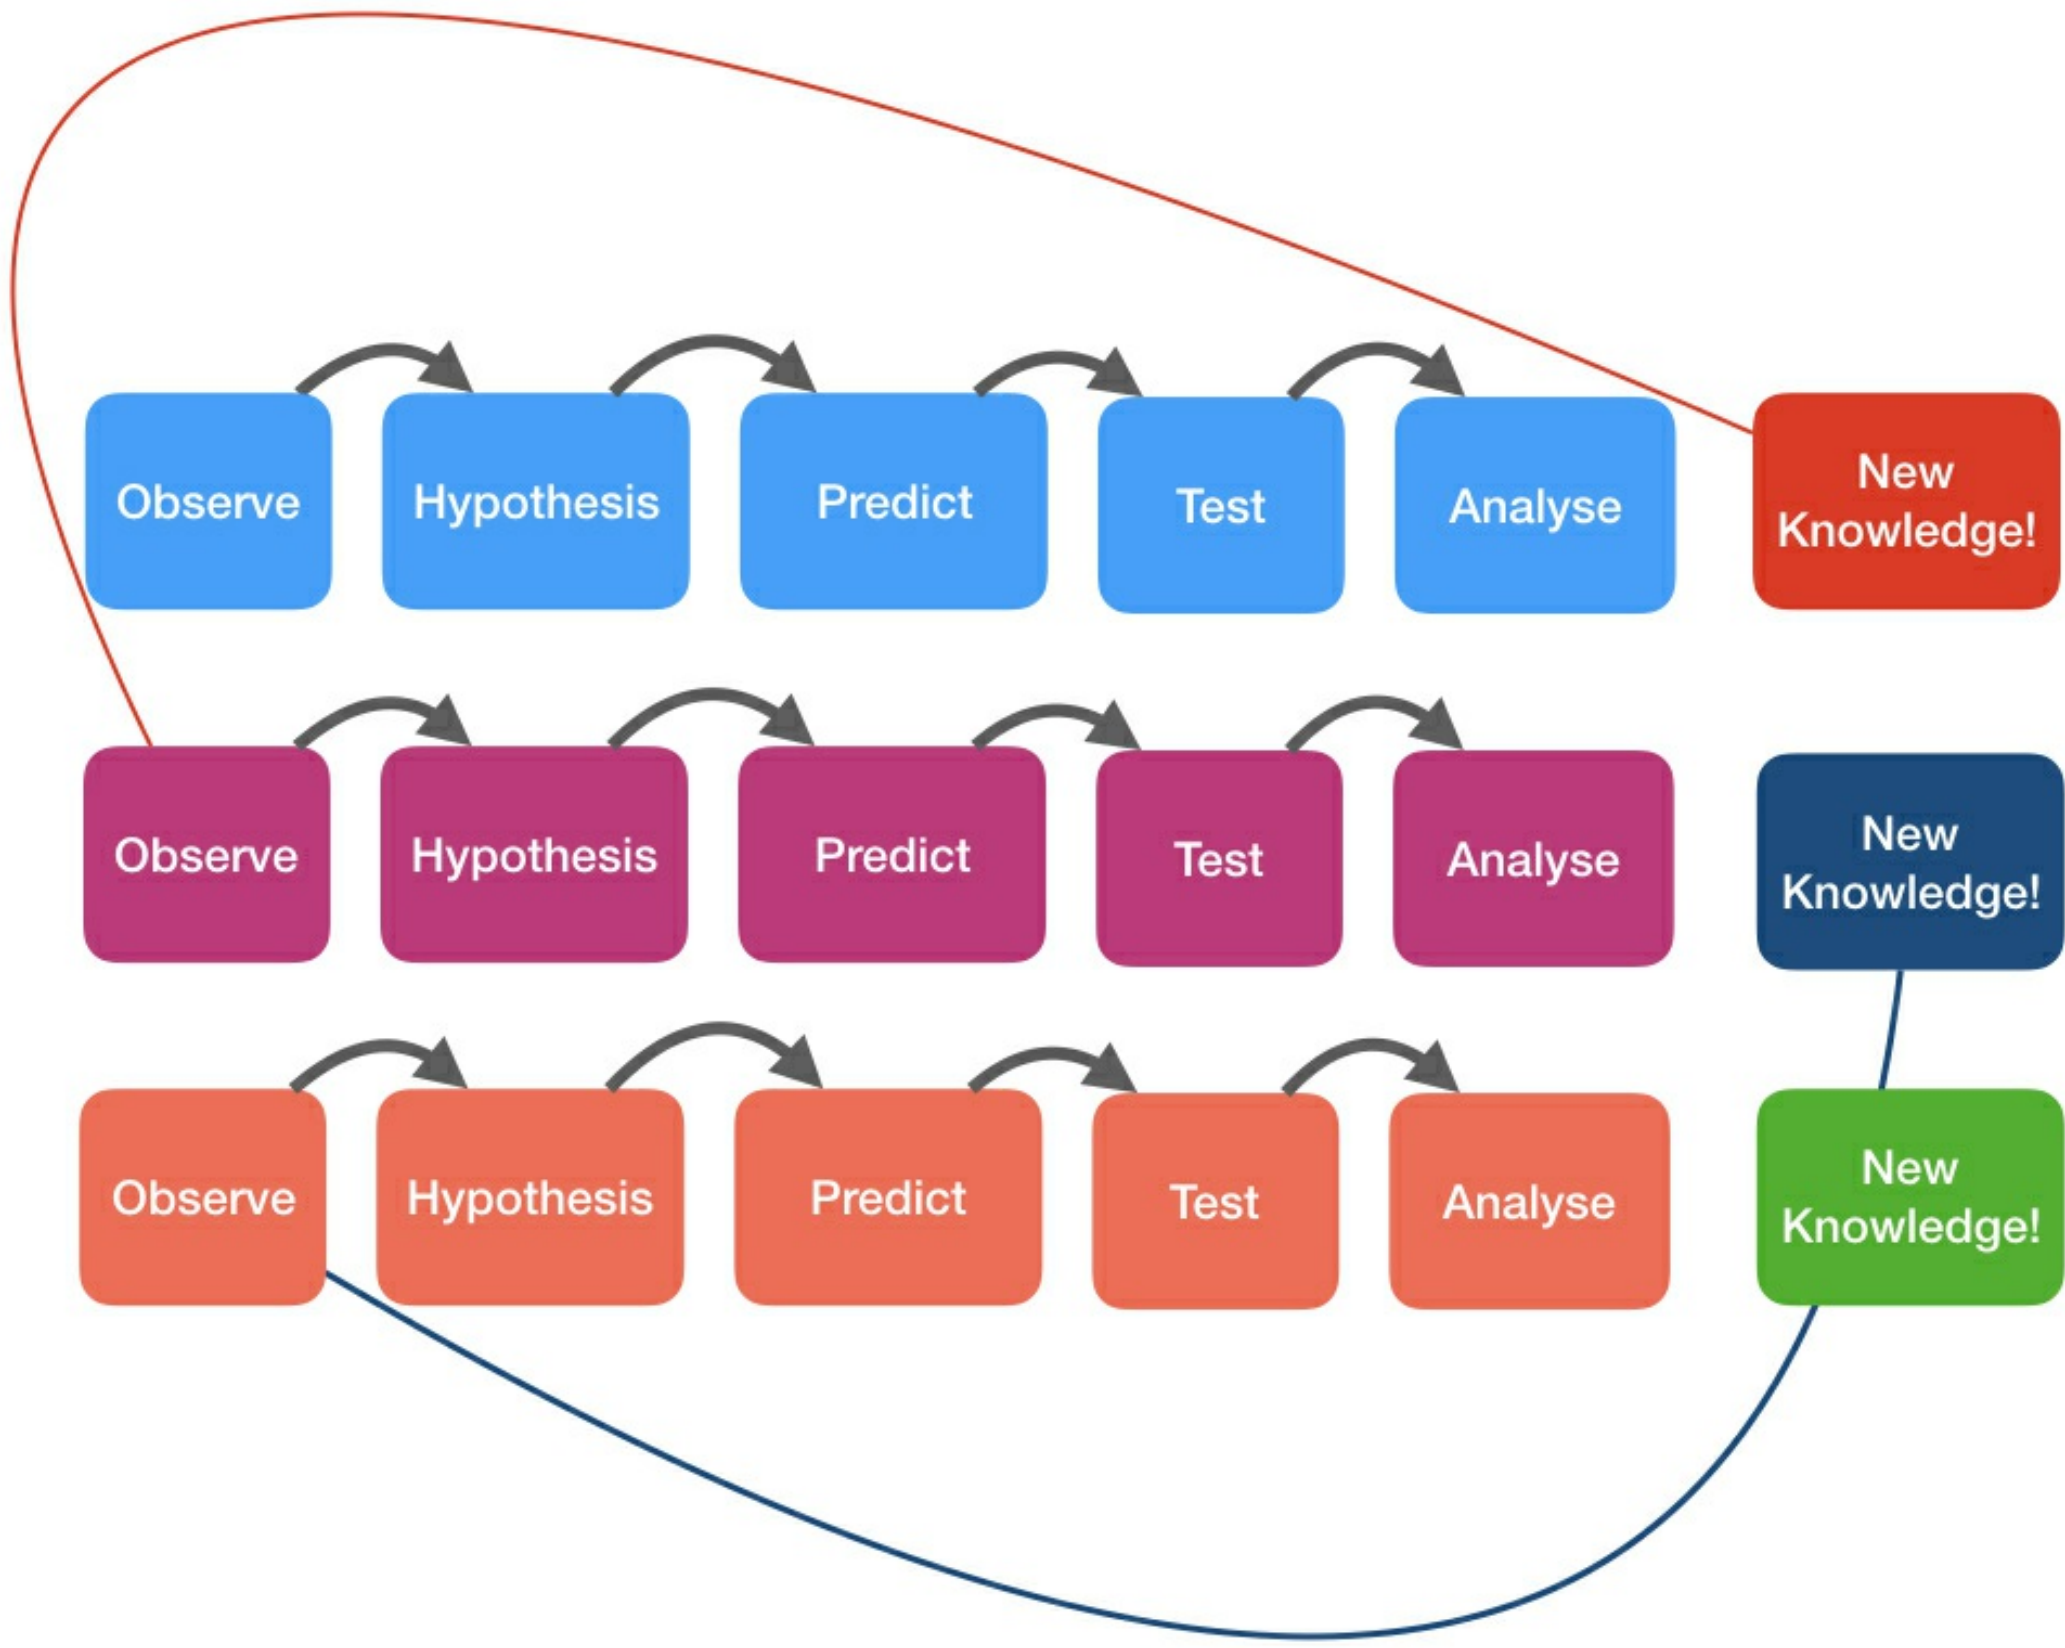 Observe
Hypothesis
Predict
Test
Analyse
New
Knowledge!
Observe
Hypothesis
Predict
Test
Analyse
New
Knowledge!
Observe
Hypothesis
Predict
Test
Analyse
New
Knowledge!